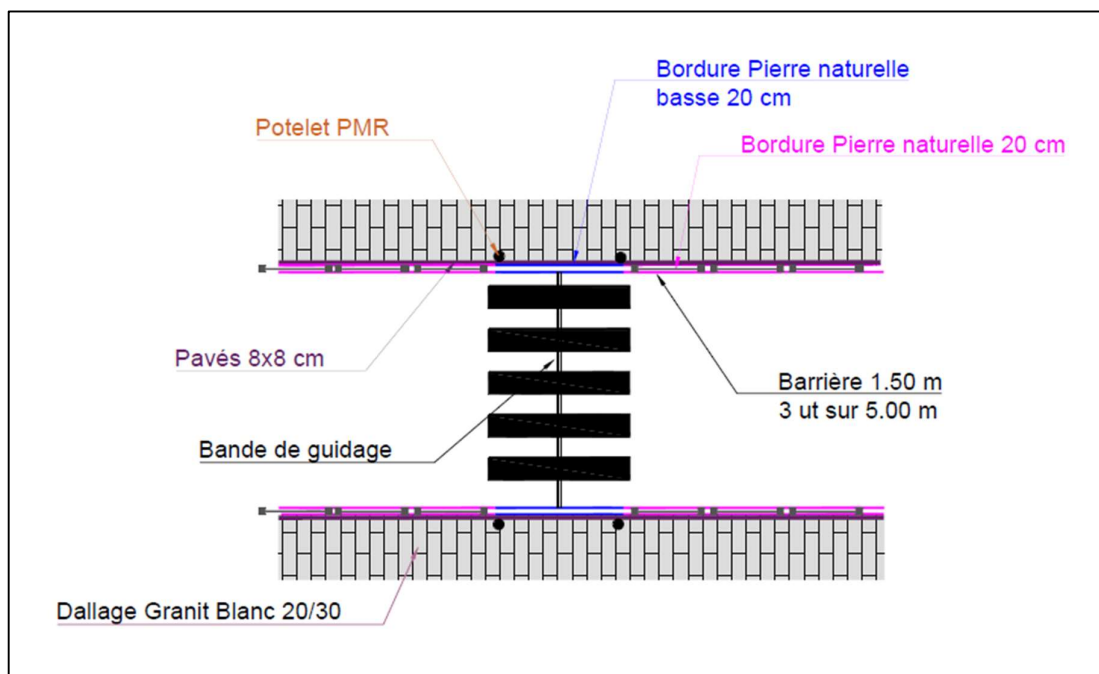 Bordure Pierre naturelle
basse 20 cm
Potelet PMR
Bordure Pierre naturelle 20 cm
Pavés 8x8 cm
Barrière 1.50 m
3 ut sur 5.00 m
Bande de guidage
Dallage Granit Blanc 20/30